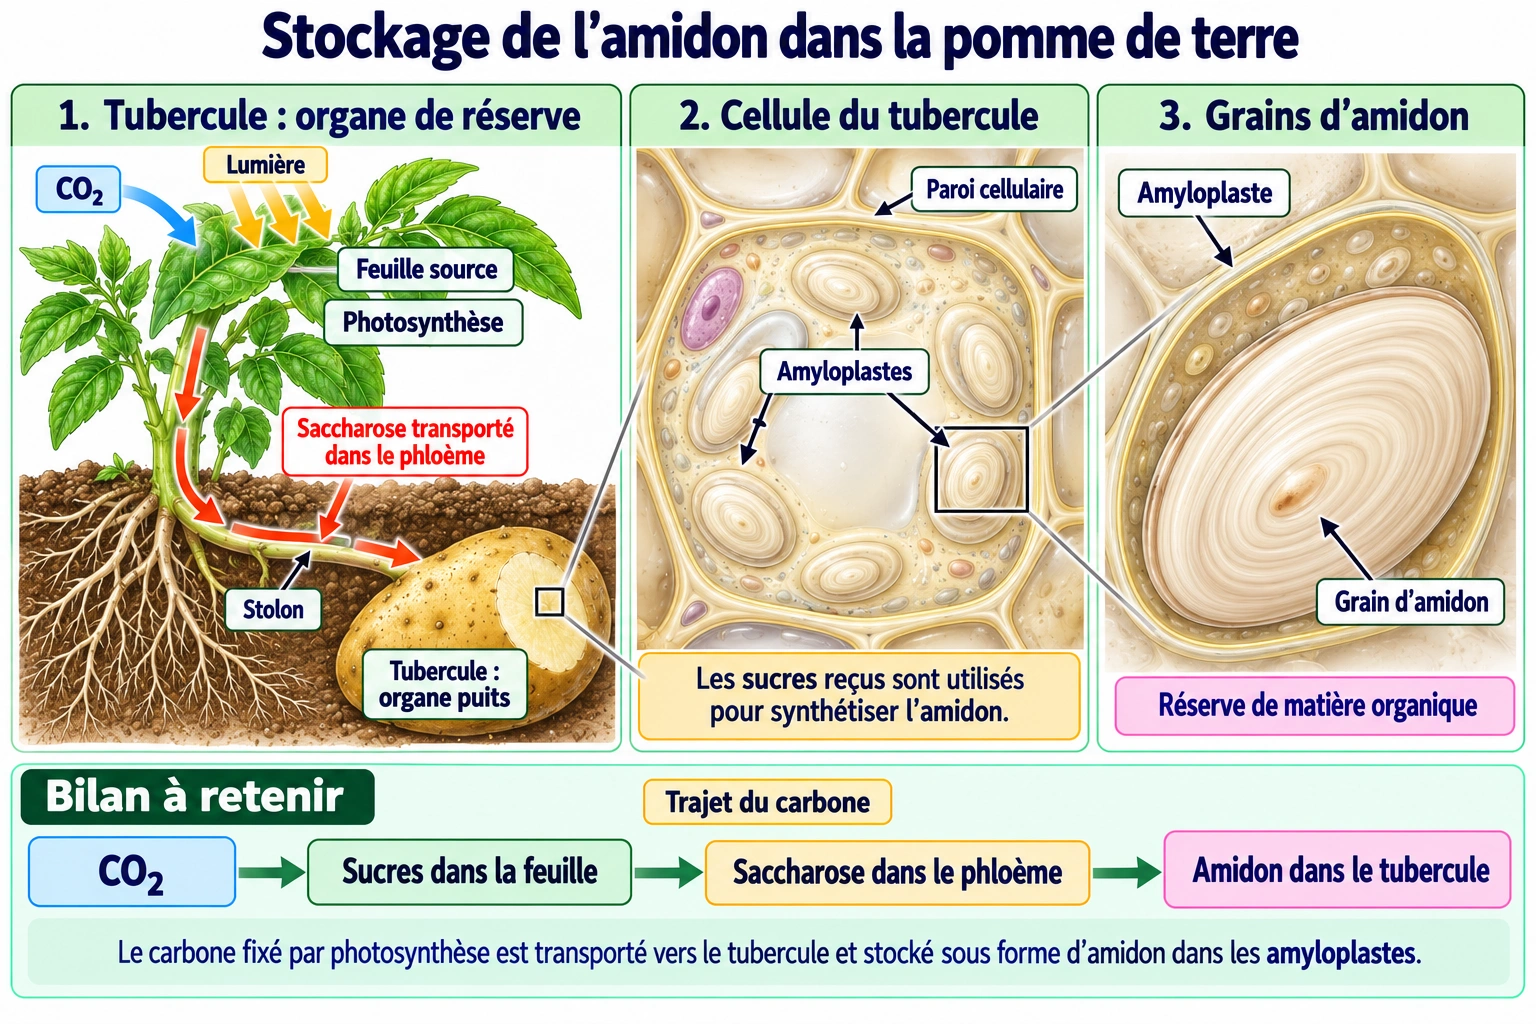 Stockage de l'amidon dans la pomme de terre
1. Tubercule : organe de réserve
CO2
Lumière
Feuille source
Photosynthèse
Saccharose transporté
dans le phloème
Stolon
Tubercule :
organe puits
2. Cellule du tubercule
Paroi cellulaire
Amyloplastes
Les sucres reçus sont utilisés
pour synthétiser l'amidon.
3. Grains d'amidon
Amyloplaste
Grain d'amidon
Réserve de matière organique
Bilan à retenir
Trajet du carbone
CO2
Sucres dans la feuille
Saccharose dans le phloème
Amidon dans le tubercule
Le carbone fixé par photosynthèse est transporté vers le tubercule et stocké sous forme d'amidon dans les amyloplastes.